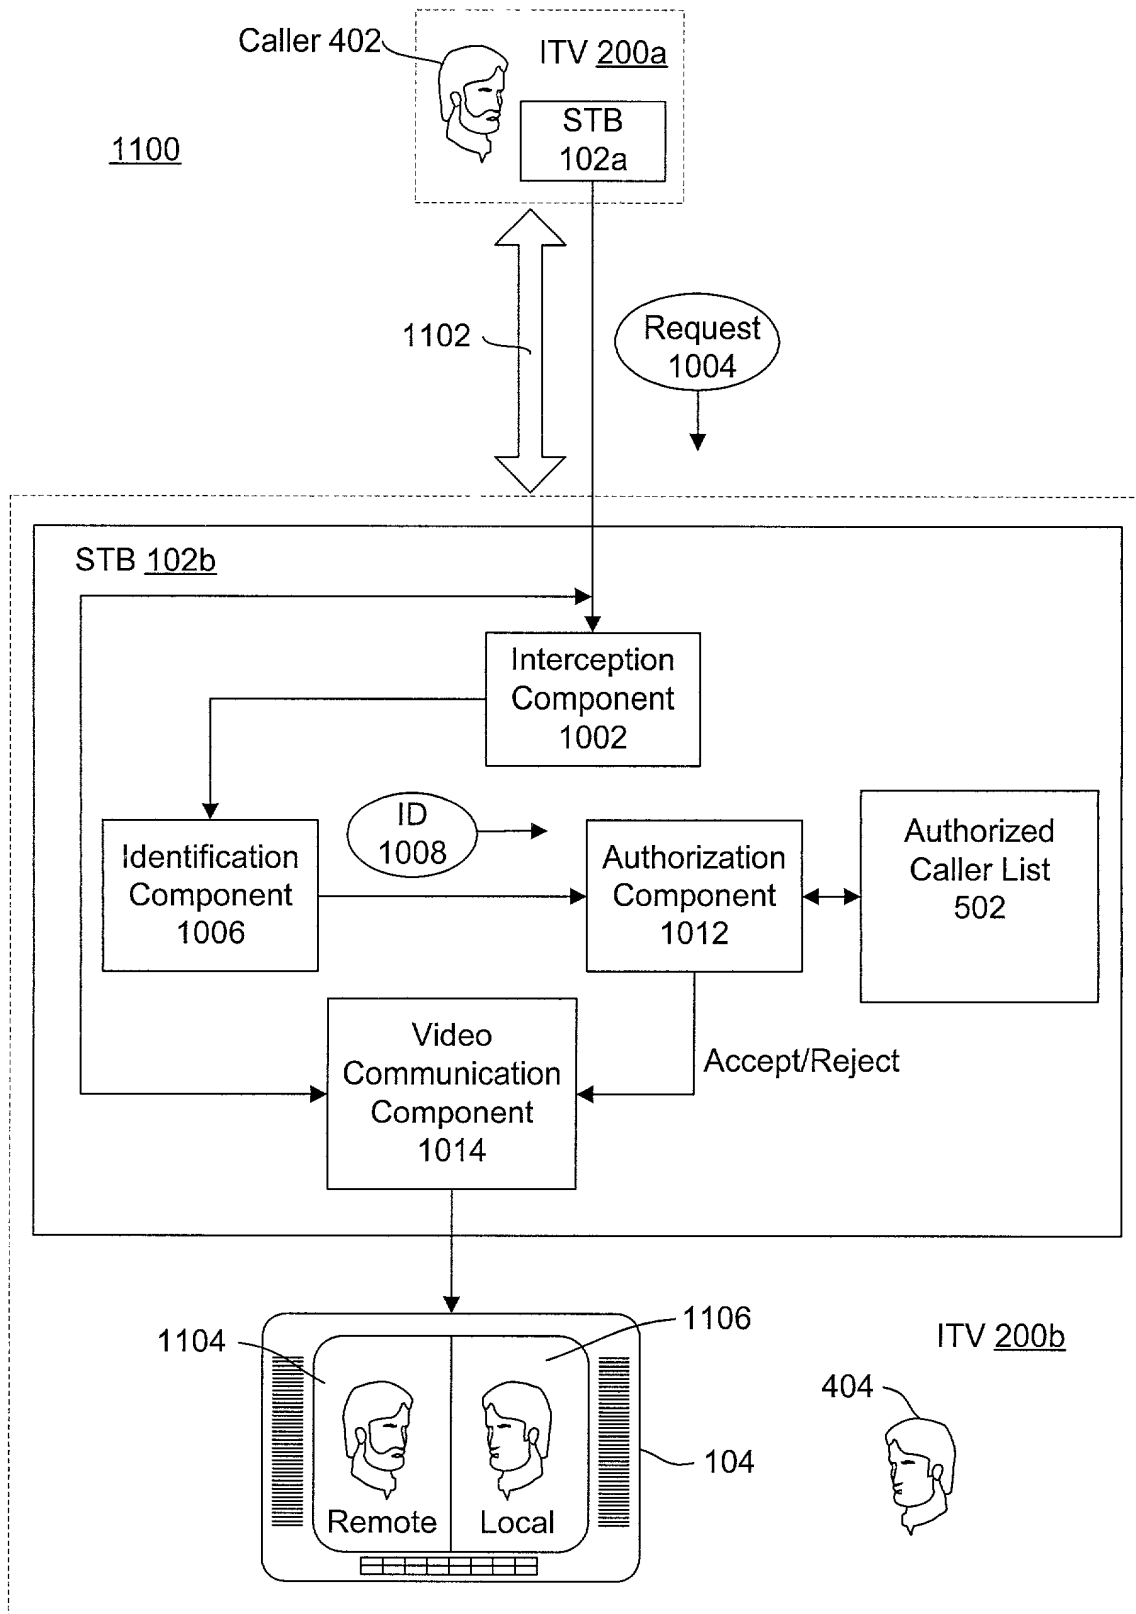 Caller 402
ITV 200a
STB
102a
1100
1102
Request
1004
STB 102b
Interception
Component
1002
ID
1008
Identification
Component
1006
Authorization
Component
1012
Authorized
Caller List
502
Video
Communication
Component
1014
Accept/Reject
1104
1106
ITV 200b
404
104
Remote
Local